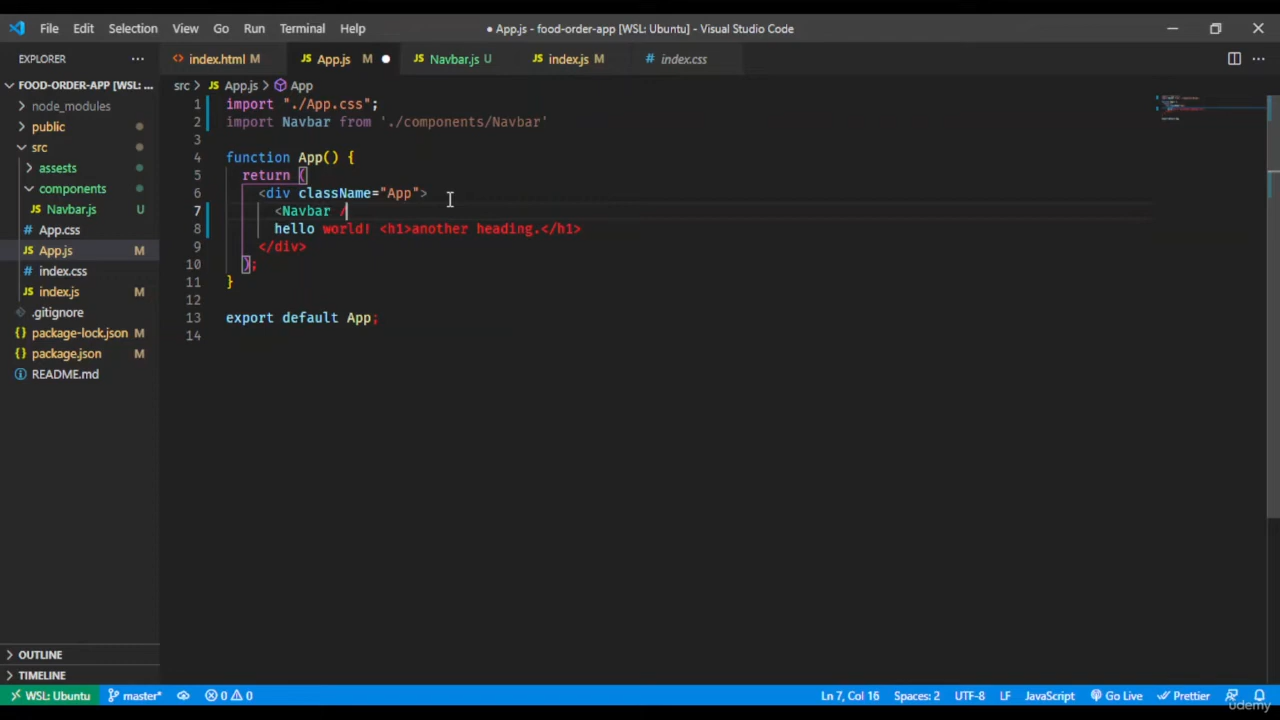 File Edit Selection View Go Run Terminal Help
● App.js - food-order-app [WSL: Ubuntu] - Visual Studio Code
EXPLORER
index.html M
App.js M
Navbar.js U
index.js M
index.css
FOOD-ORDER-APP [WSL: ...
src > App.js > App
node_modules
public
src
assests
components
Navbar.js U
App.css
App.js M
index.css
index.js M
.gitignore
package-lock.json M
package.json M
README.md
1 import "./App.css";
2 import Navbar from './components/Navbar'
3
4 function App() {
5 return (
6 <div className="App">
7 <Navbar /
8 hello world! <h1>another heading.</h1>
9 </div>
10 );
11 }
12
13 export default App;
14
OUTLINE
TIMELINE
WSL: Ubuntu master* 0 0 Ln 7, Col 16 Spaces: 2 UTF-8 LF JavaScript Go Live Prettier
udemy